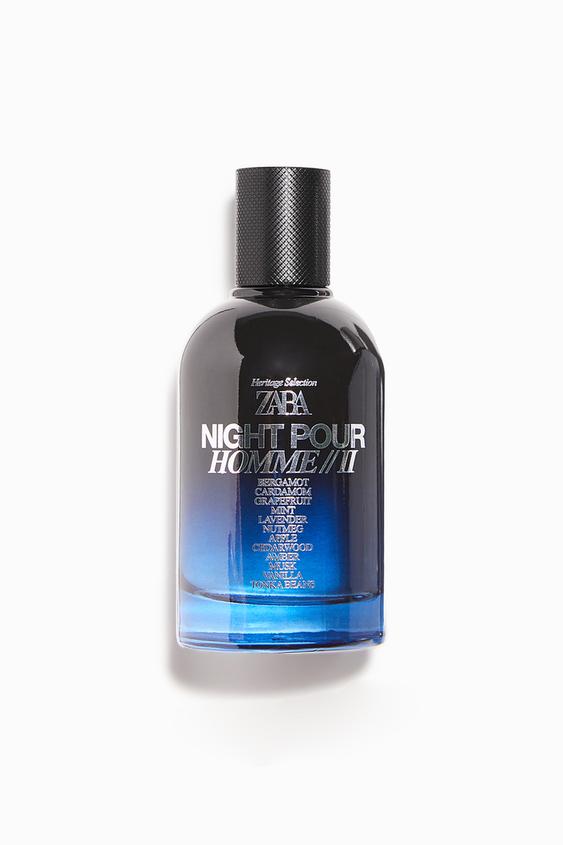 Heritage Selection
ZARA
NIGHT POUR
HOMME // II
BERGAMOT
CARDAMOM
GRAPEFRUIT
MINT
LAVENDER
NUTMEG
APPLE
CEDARWOOD
AMBER
MUSK
VANILLA
TONKA BEANS